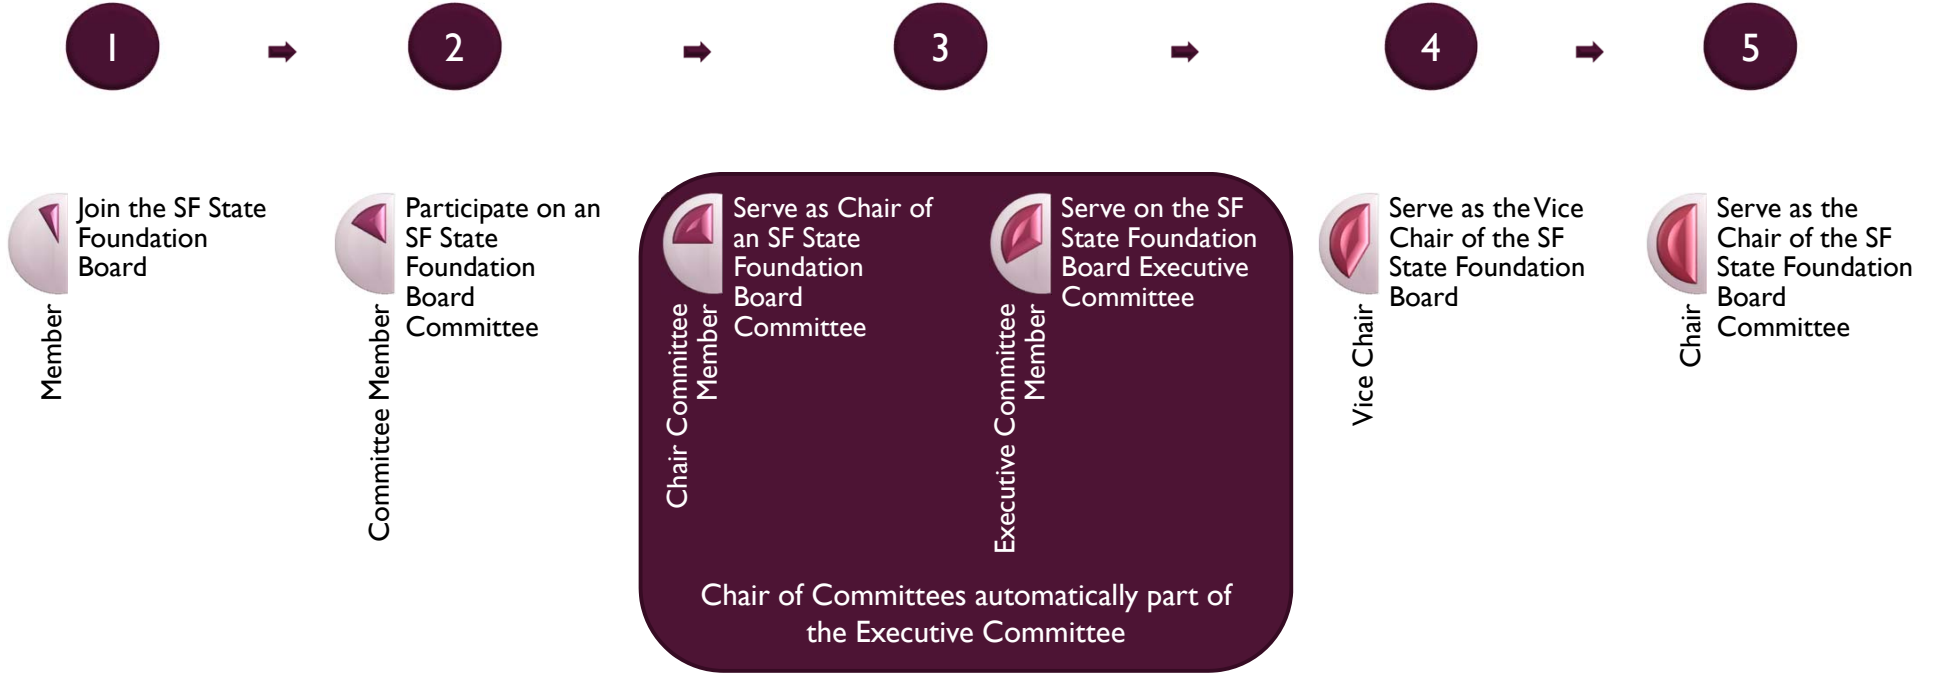 1
2
3
4
5
Member
Join the SF State
Foundation
Board
Committee Member
Participate on an
SF State
Foundation
Board
Committee
Chair Committee
Member
Serve as Chair of
an SF State
Foundation
Board
Committee
Executive Committee
Member
Serve on the SF
State Foundation
Board Executive
Committee
Chair of Committees automatically part of
the Executive Committee
Vice Chair
Serve as the Vice
Chair of the SF
State Foundation
Board
Chair
Serve as the
Chair of the SF
State Foundation
Board
Committee